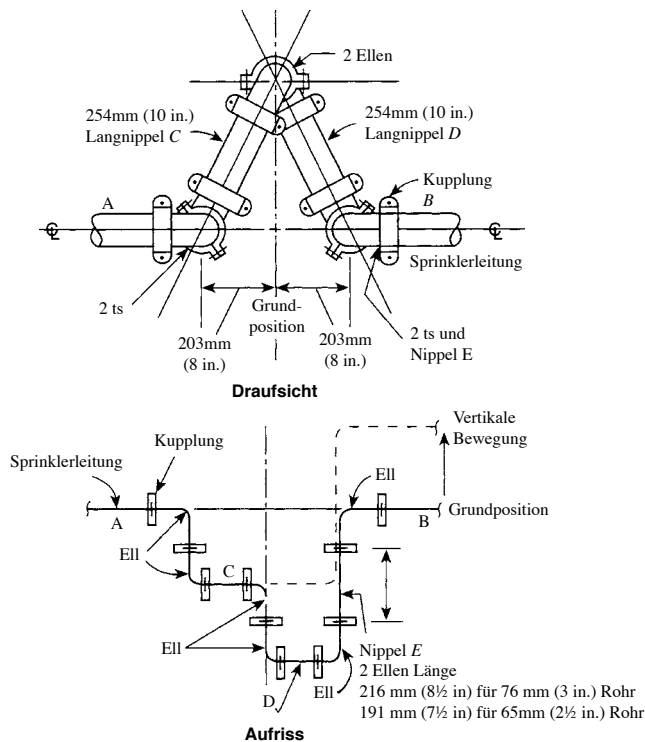 2 Ellen
254mm (10 in.)
Langnippel C
254mm (10 in.)
Langnippel D
Kupplung
B
A
℄
℄
Sprinklerleitung
2 ts
Grund-
position
203mm
(8 in.)
203mm
(8 in.)
2 ts und
Nippel E
Draufsicht
Vertikale
Bewegung
Kupplung
Sprinklerleitung
Ell
A
B
Grundposition
Ell
C
Ell
Nippel E
2 Ellen Länge
D
Ell
216 mm (8½ in) für 76 mm (3 in.) Rohr
191 mm (7½ in) für 65mm (2½ in.) Rohr
Aufriss